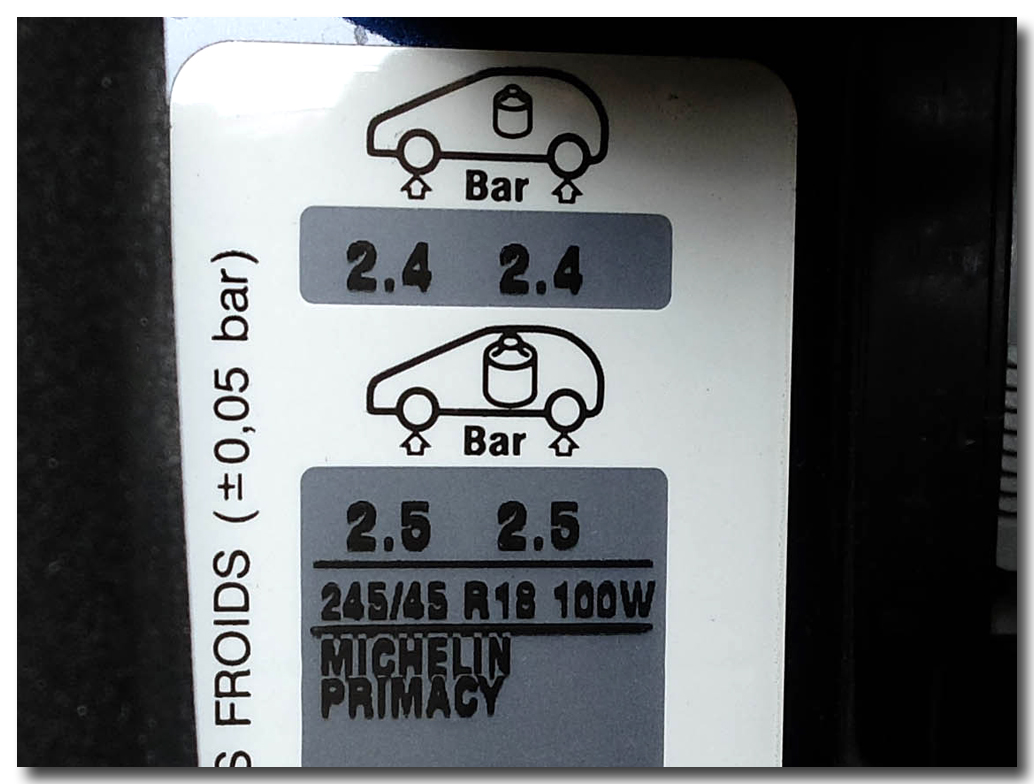 Bar
2.4 2.4
Bar
2.5 2.5
245/45 R18 100W
MICHELIN
PRIMACY
FROIDS (±0,05 bar)